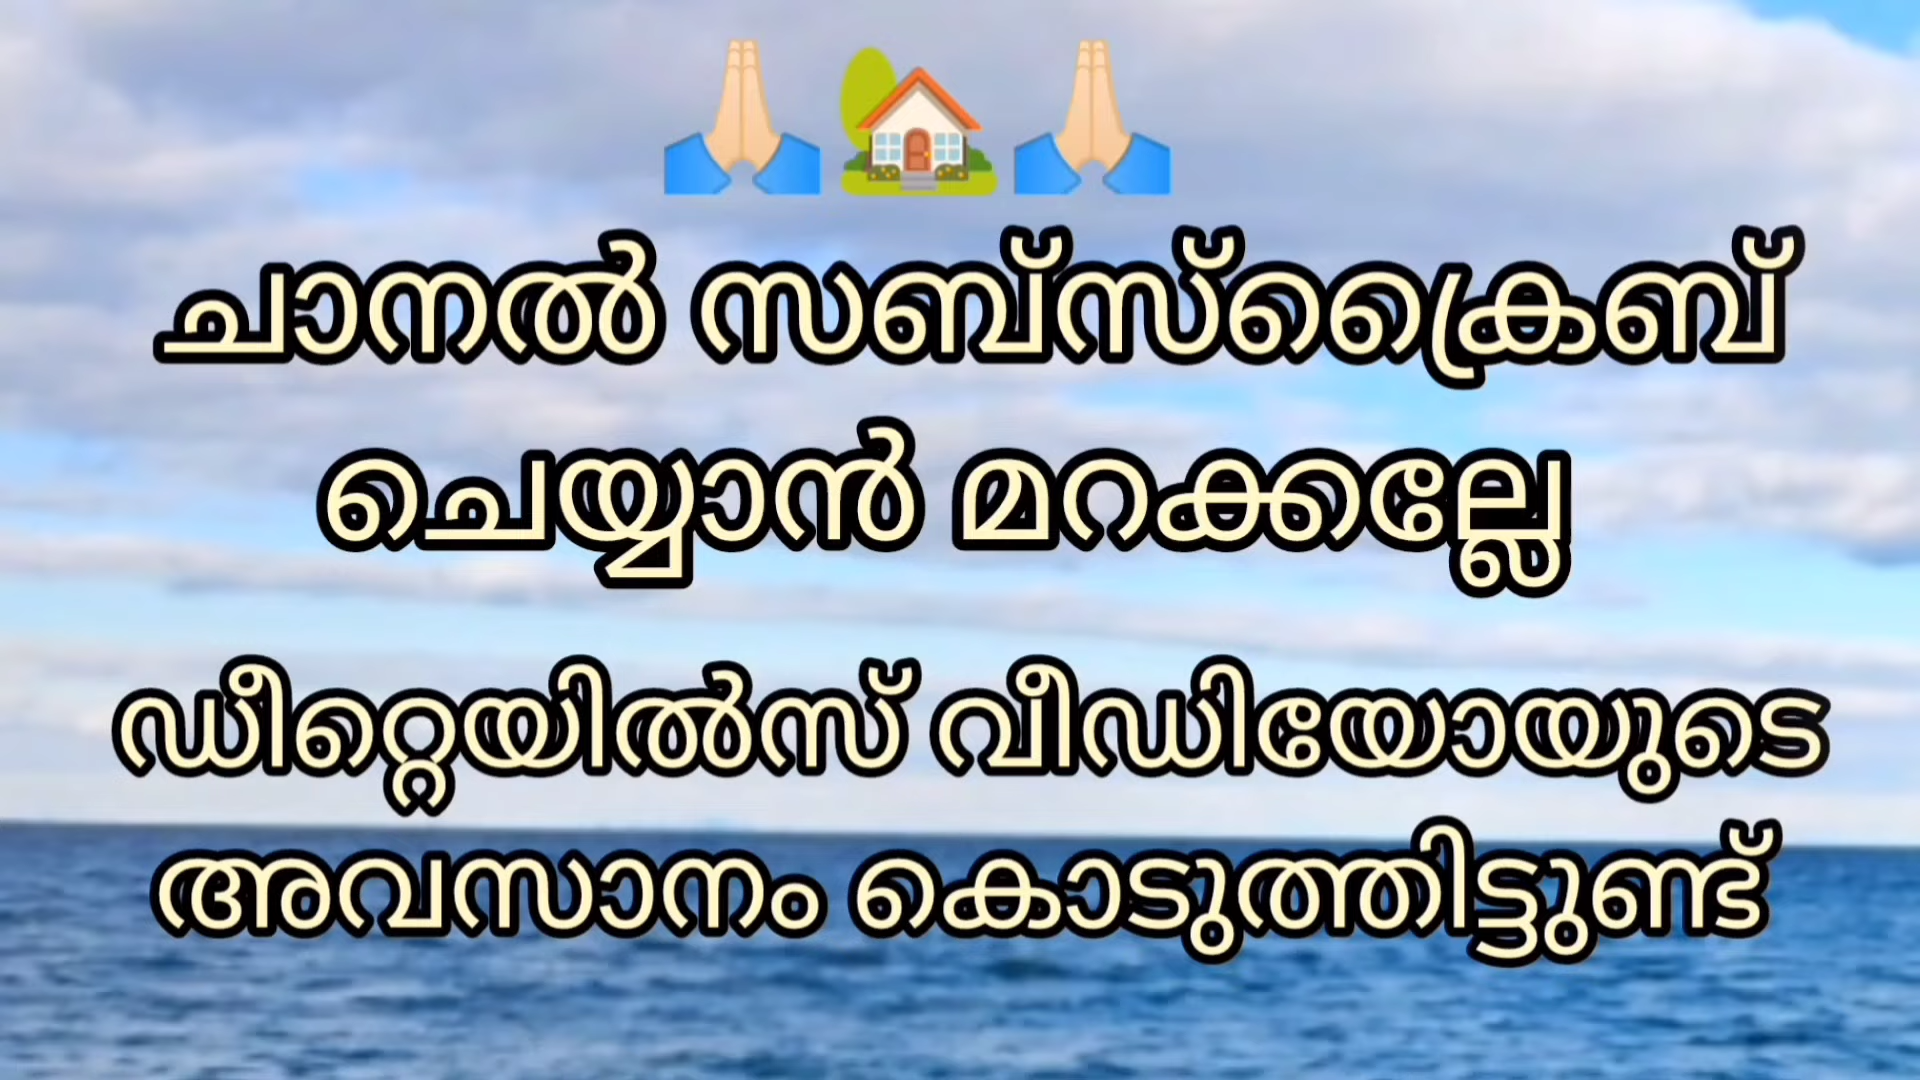 🙏🏻🏡🙏🏻
ചാനൽ സബ്സ്ക്രൈബ്
ചെയ്യാൻ മറക്കല്ലേ
ഡീറ്റെയിൽസ് വീഡിയോയുടെ
അവസാനം കൊടുത്തിട്ടുണ്ട്